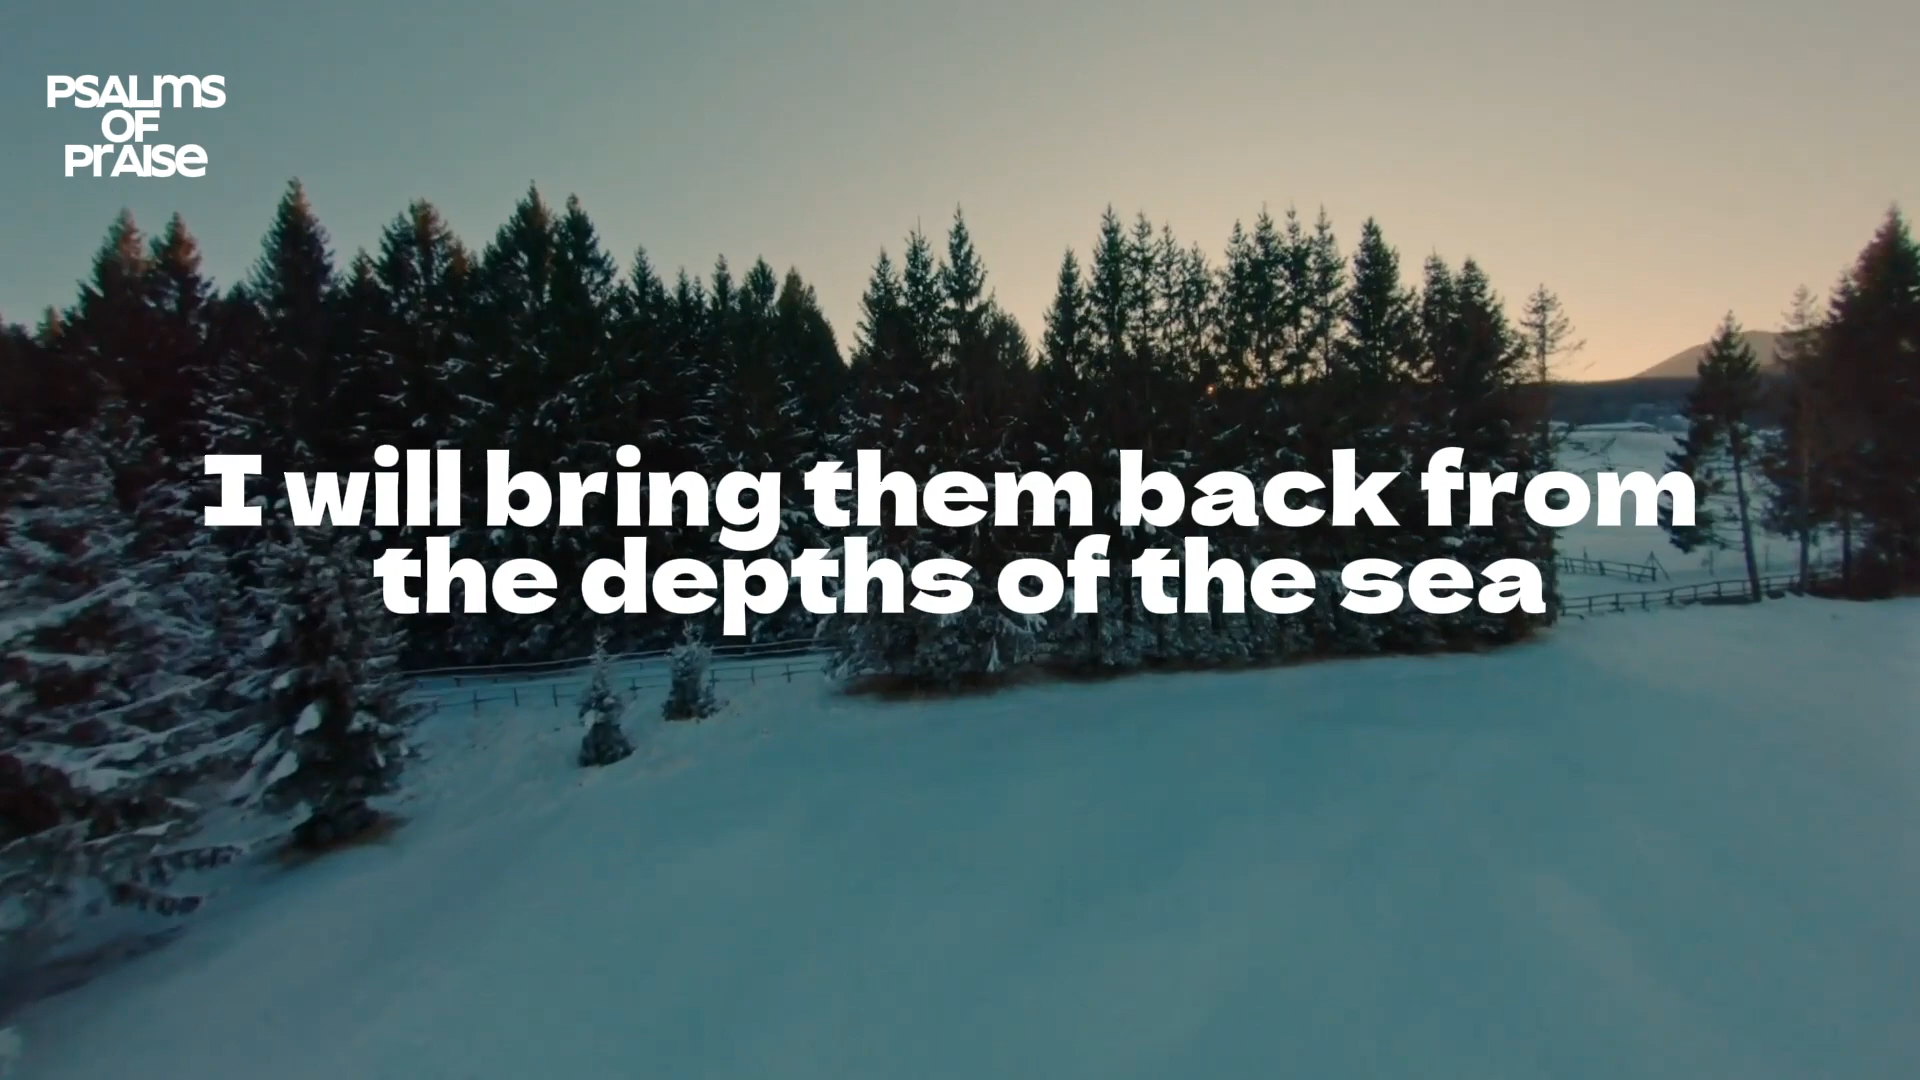 PSALmS
OF
PrAISe
I will bring them back from
the depths of the sea